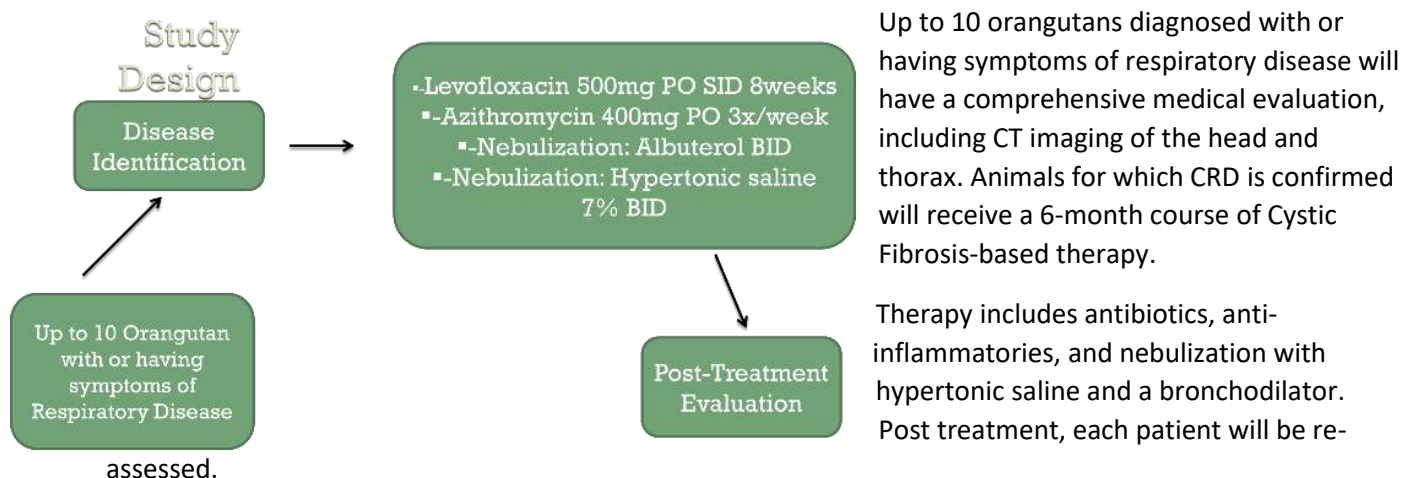 Study
Design
Disease
Identification
Up to 10 Orangutan
with or having
symptoms of
Respiratory Disease
▪-Levofloxacin 500mg PO SID 8weeks
▪-Azithromycin 400mg PO 3x/week
▪-Nebulization: Albuterol BID
▪-Nebulization: Hypertonic saline
7% BID
Post-Treatment
Evaluation
Up to 10 orangutans diagnosed with or
having symptoms of respiratory disease will
have a comprehensive medical evaluation,
including CT imaging of the head and
thorax. Animals for which CRD is confirmed
will receive a 6-month course of Cystic
Fibrosis-based therapy.
Therapy includes antibiotics, anti-
inflammatories, and nebulization with
hypertonic saline and a bronchodilator.
Post treatment, each patient will be re-
assessed.